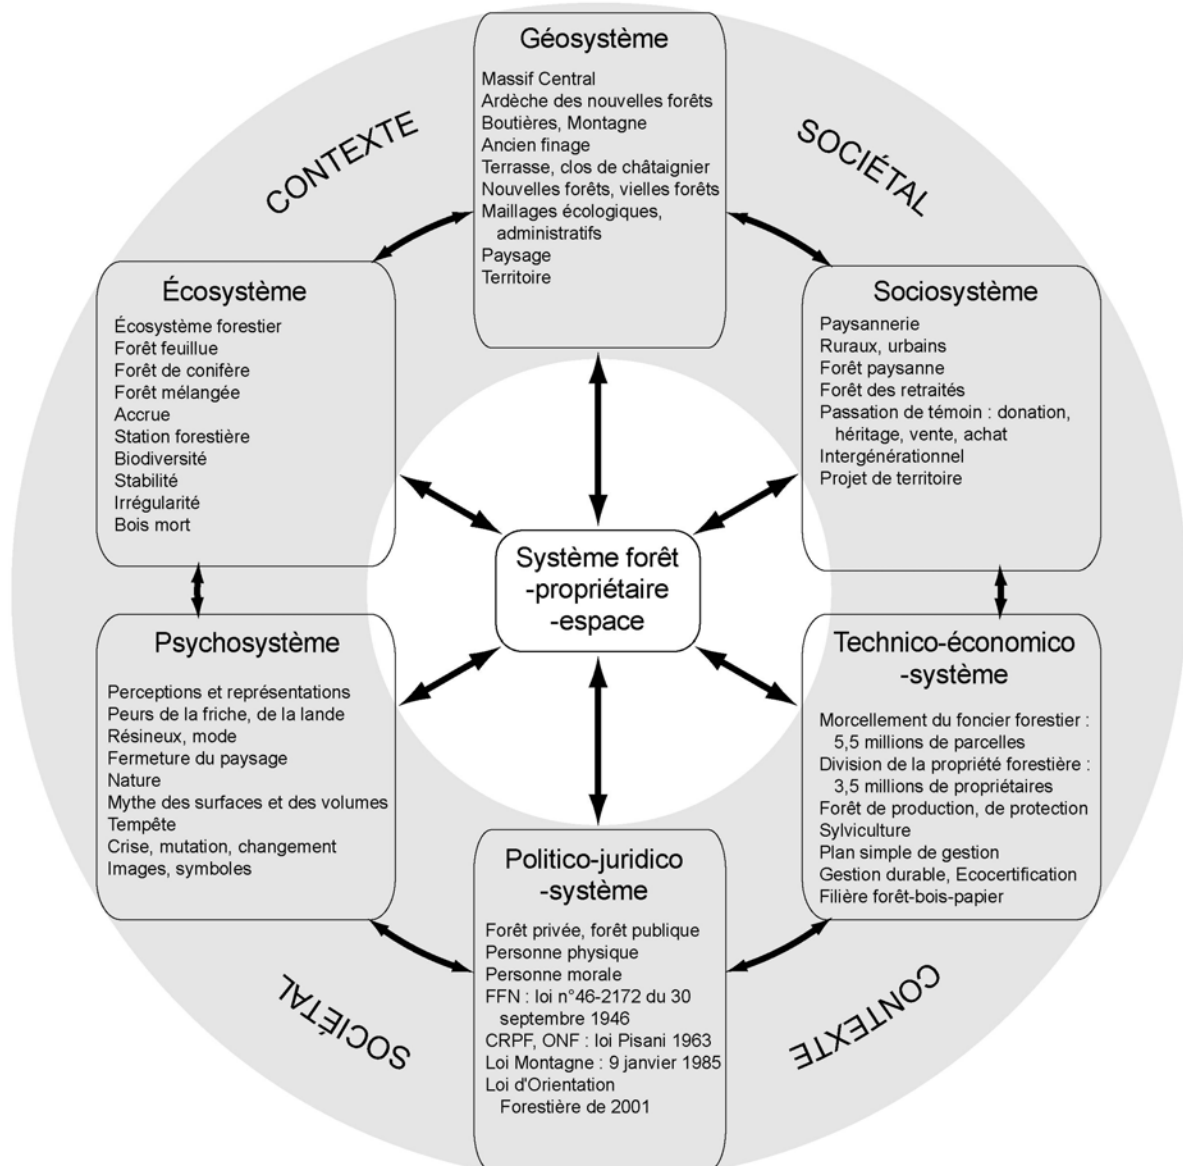 Géosystème
Massif Central
Ardèche des nouvelles forêts
Boutières, Montagne
Ancien finage
Terrasse, clos de châtaignier
Nouvelles forêts, vielles forêts
Maillages écologiques,
administratifs
Paysage
Territoire
CONTEXTE
SOCIÉTAL
Écosystème
Écosystème forestier
Forêt feuillue
Forêt de conifère
Forêt mélangée
Accrue
Station forestière
Biodiversité
Stabilité
Irrégularité
Bois mort
Sociosystème
Paysannerie
Ruraux, urbains
Forêt paysanne
Forêt des retraités
Passation de témoin : donation,
héritage, vente, achat
Intergénérationnel
Projet de territoire
Système forêt
-propriétaire
-espace
Psychosystème
Perceptions et représentations
Peurs de la friche, de la lande
Résineux, mode
Fermeture du paysage
Nature
Mythe des surfaces et des volumes
Tempête
Crise, mutation, changement
Images, symboles
Technico-économico
-système
Morcellement du foncier forestier :
5,5 millions de parcelles
Division de la propriété forestière :
3,5 millions de propriétaires
Forêt de production, de protection
Sylviculture
Plan simple de gestion
Gestion durable, Ecocertification
Filière forêt-bois-papier
Politico-juridico
-système
Forêt privée, forêt publique
Personne physique
Personne morale
FFN : loi n°46-2172 du 30
septembre 1946
CRPF, ONF : loi Pisani 1963
Loi Montagne : 9 janvier 1985
Loi d'Orientation
Forestière de 2001
SOCIÉTAL
CONTEXTE